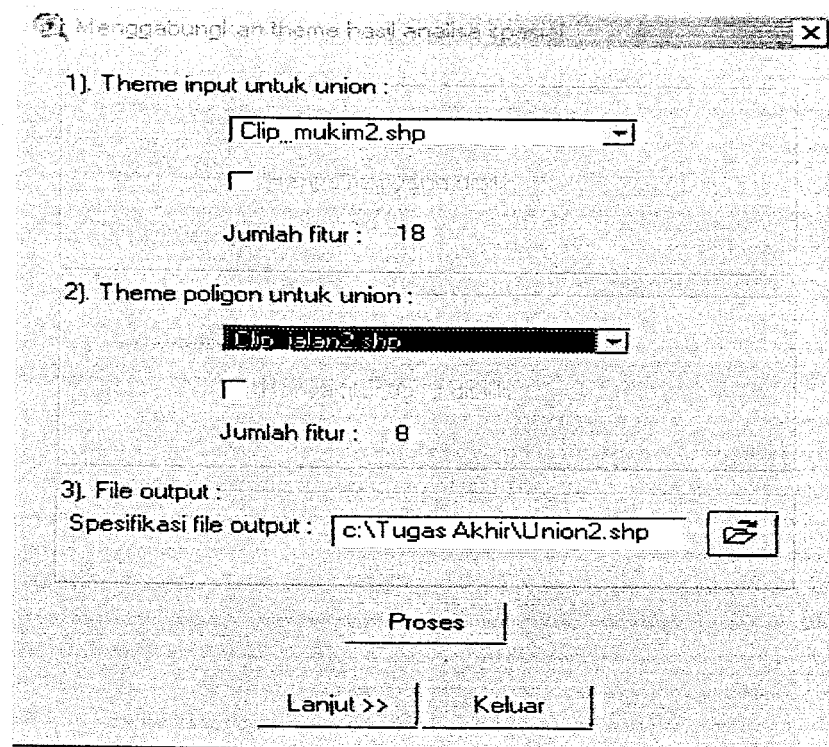 Menggabungkan theme hasil analisa spasial
1). Theme input untuk union :
Clip_mukim2.shp
Jumlah fitur : 18
2). Theme poligon untuk union :
Clip_jalan2.shp
Jumlah fitur : 8
3). File output :
Spesifikasi file output : c:\Tugas Akhir\Union2.shp
Proses
Lanjut >> Keluar